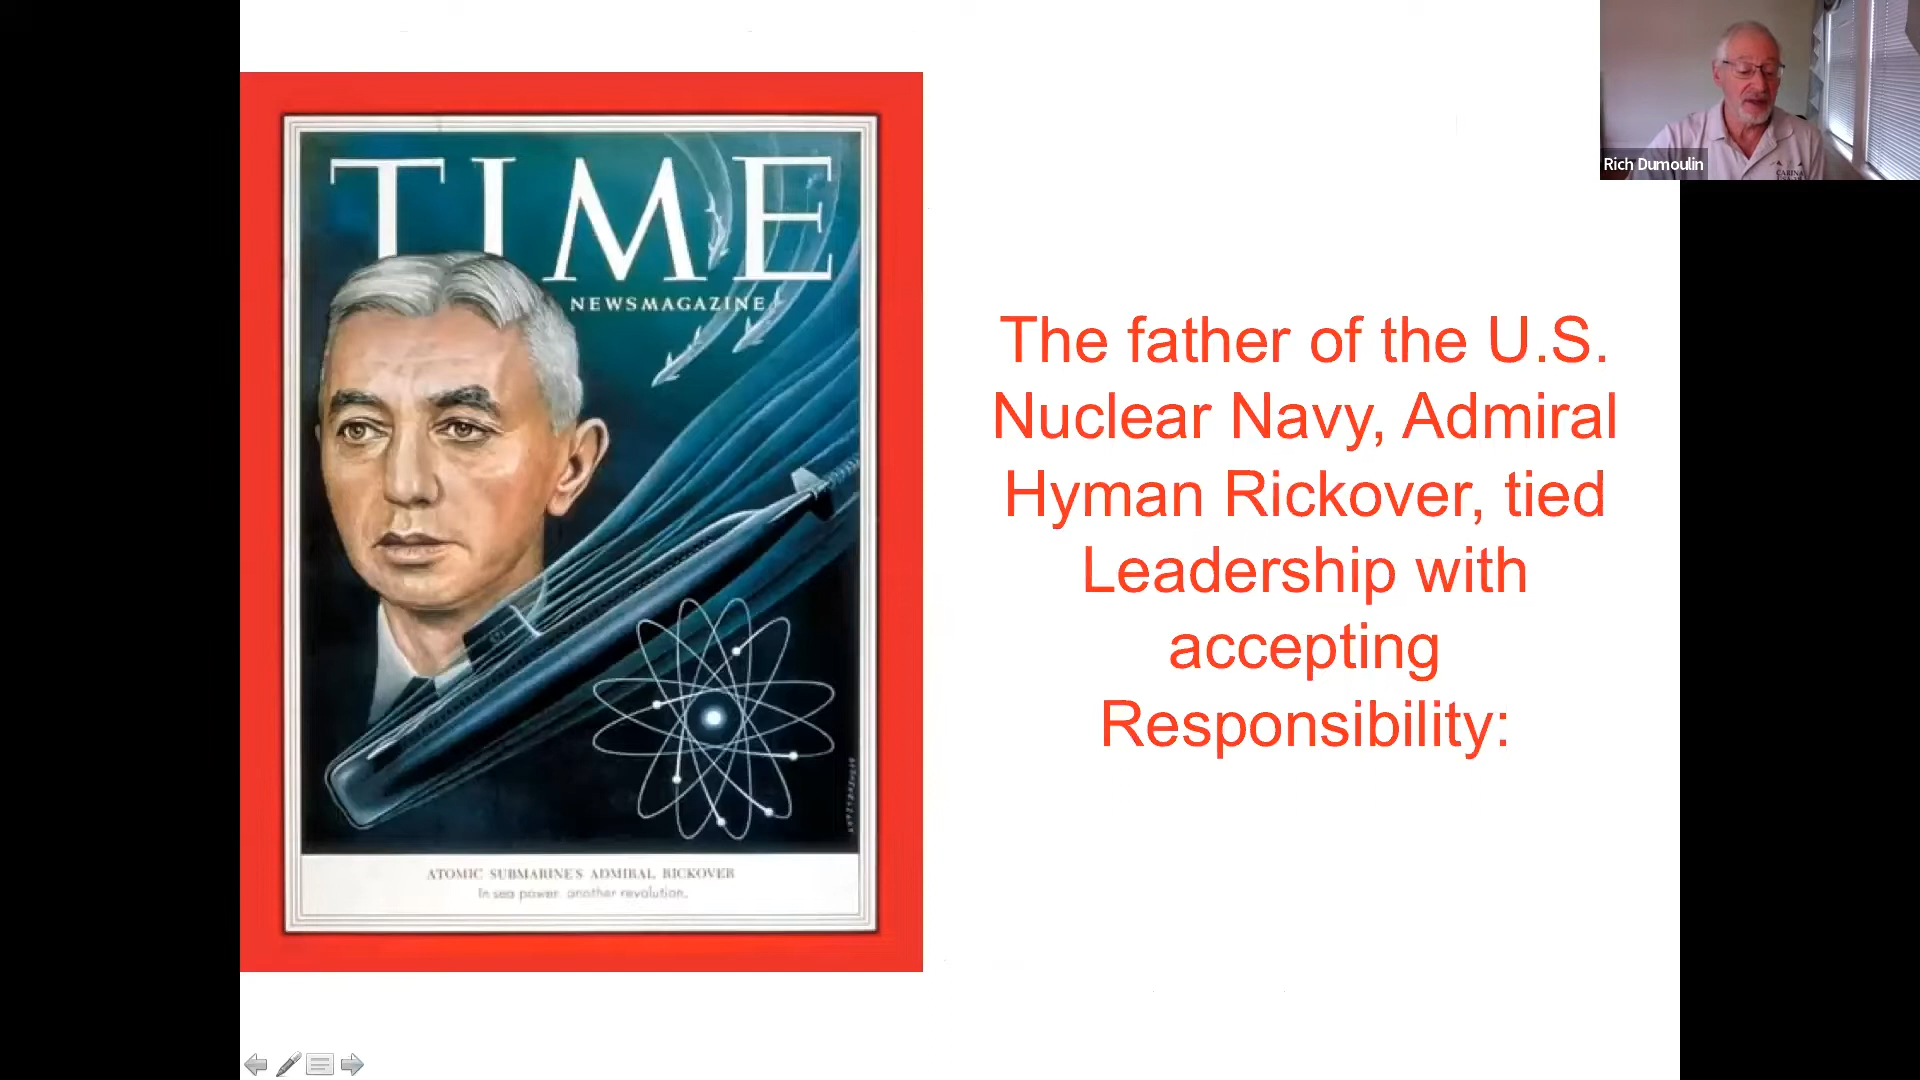 TIME
NEWSMAGAZINE
ATOMIC SUBMARINE'S ADMIRAL RICKOVER
In sea power, another revolution.
The father of the U.S.
Nuclear Navy, Admiral
Hyman Rickover, tied
Leadership with
accepting
Responsibility:
Rich Dumoulin
CARINA